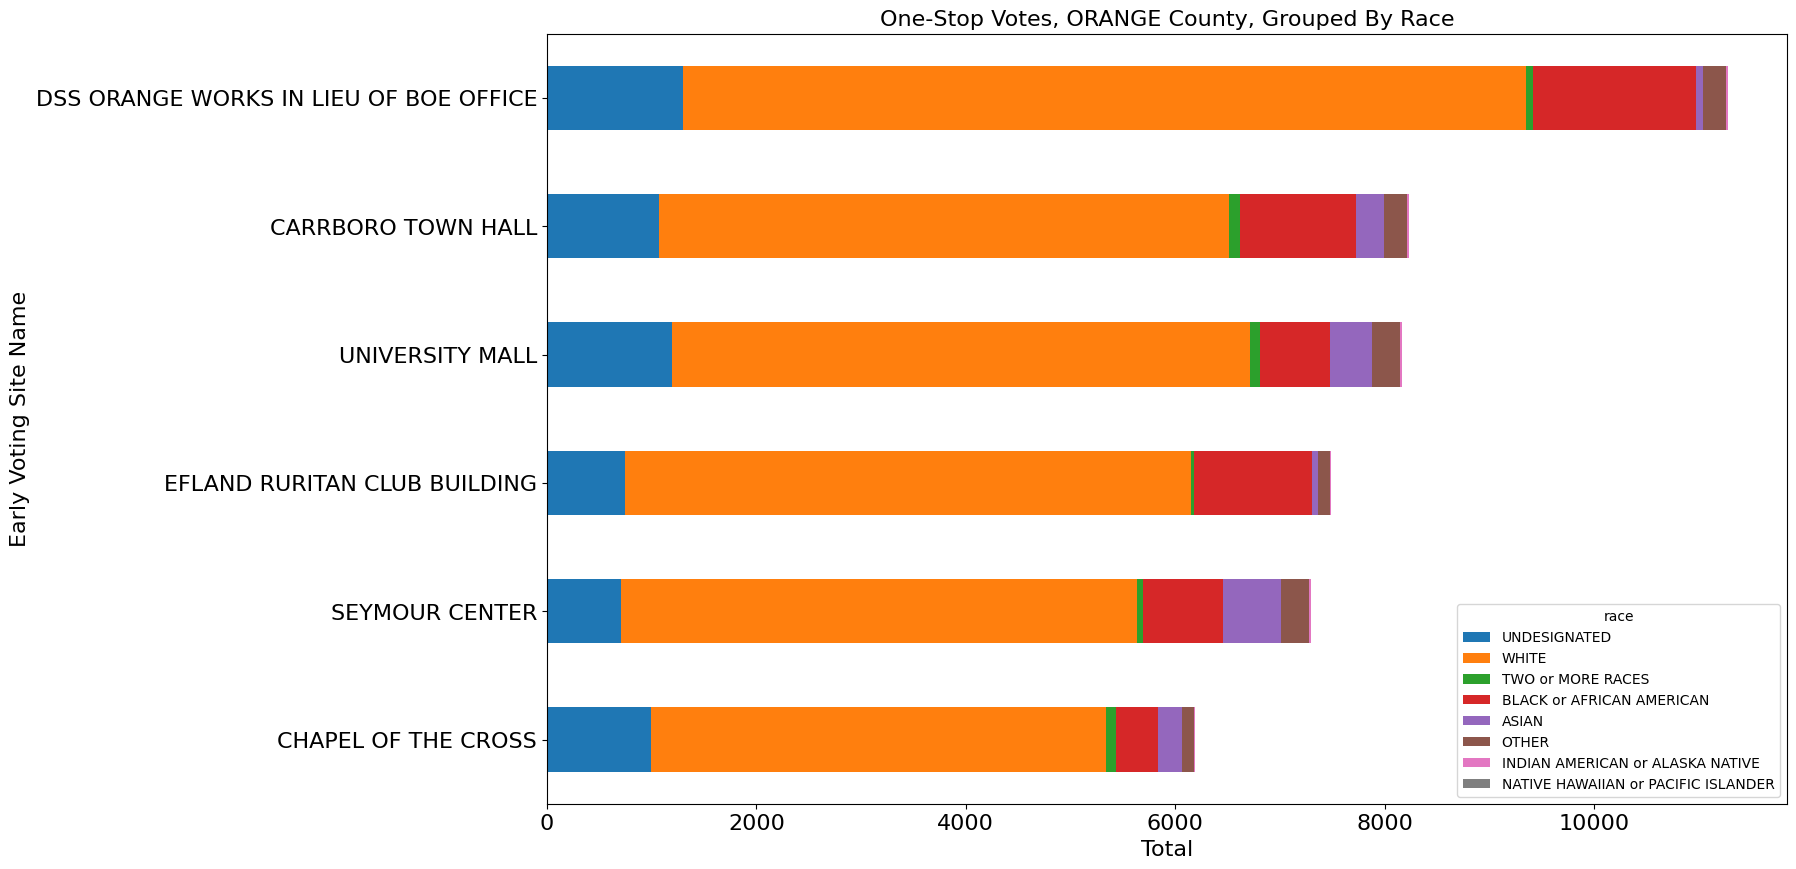 One-Stop Votes, ORANGE County, Grouped By Race
Early Voting Site Name
DSS ORANGE WORKS IN LIEU OF BOE OFFICE
CARRBORO TOWN HALL
UNIVERSITY MALL
EFLAND RURITAN CLUB BUILDING
SEYMOUR CENTER
CHAPEL OF THE CROSS
race
UNDESIGNATED
WHITE
TWO or MORE RACES
BLACK or AFRICAN AMERICAN
ASIAN
OTHER
INDIAN AMERICAN or ALASKA NATIVE
NATIVE HAWAIIAN or PACIFIC ISLANDER
0 2000 4000 6000 8000 10000
Total